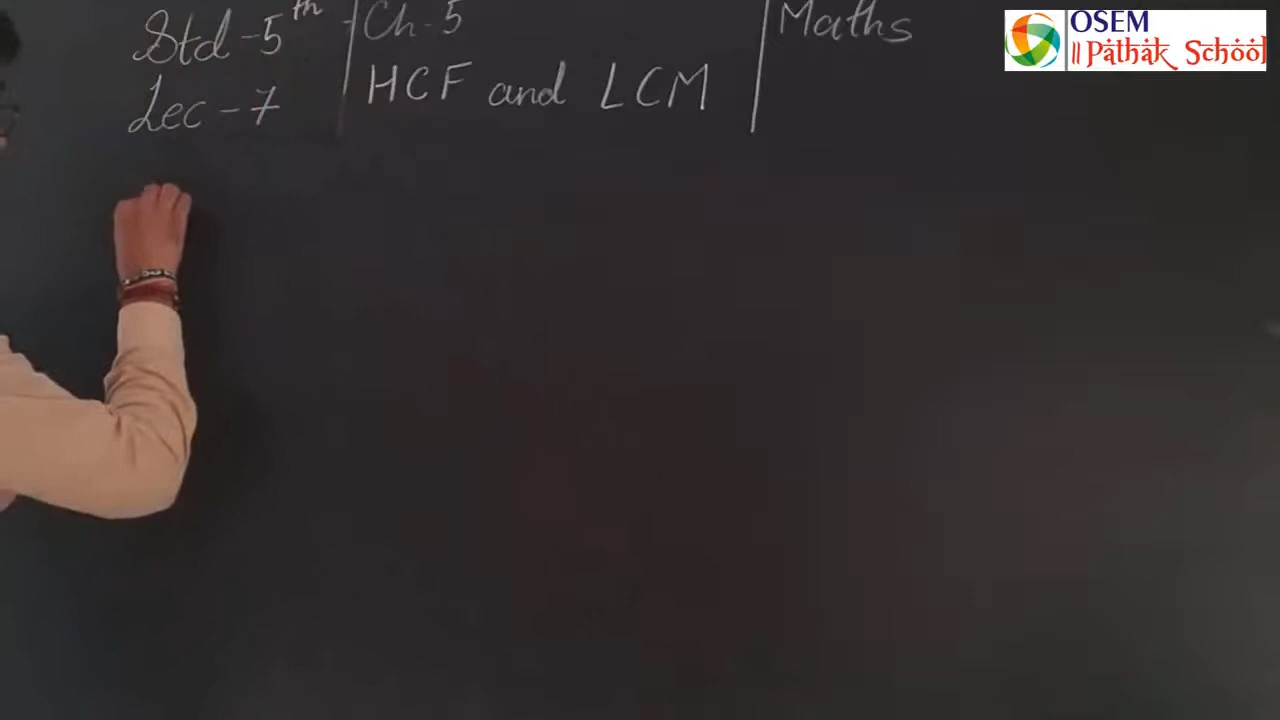 Std - 5th
Lec - 7
Ch - 5
HCF and LCM
Maths
OSEM
|| Pathak School